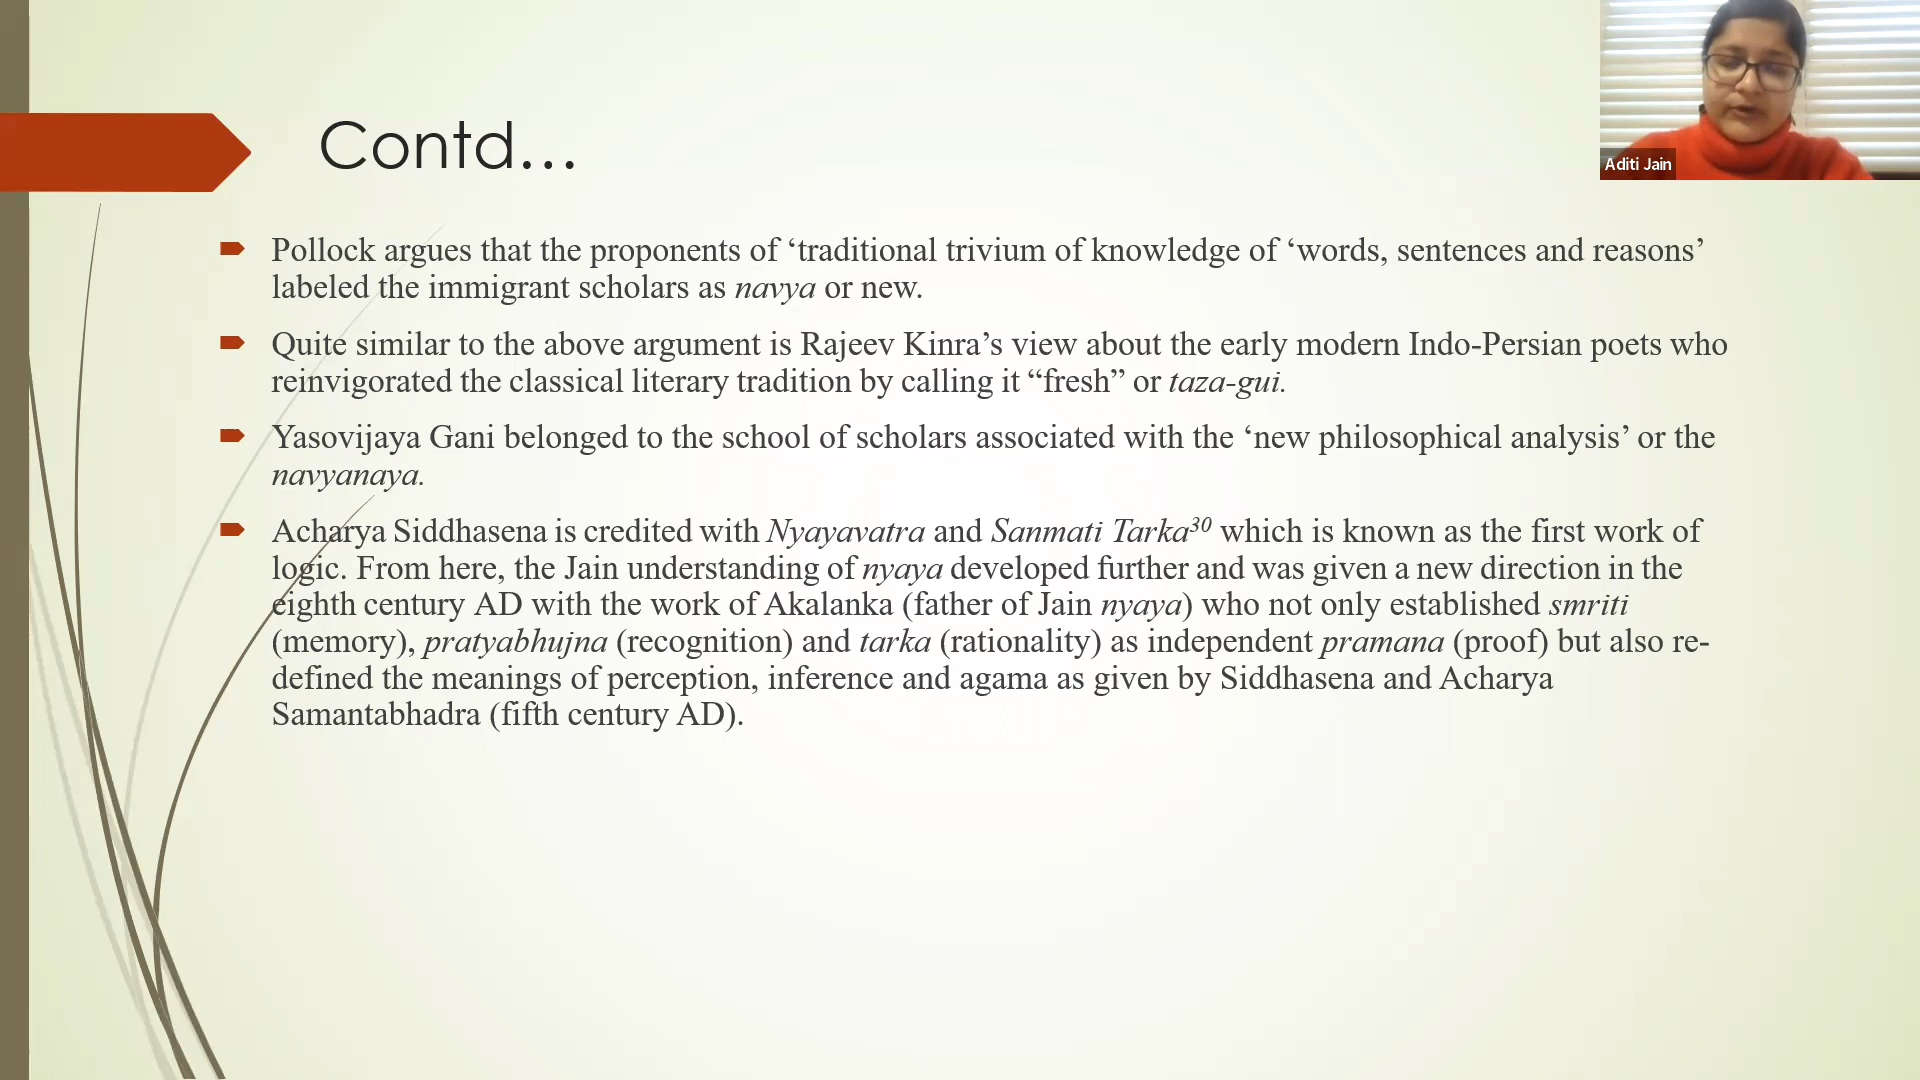 Contd...
Aditi Jain
Pollock argues that the proponents of ‘traditional trivium of knowledge of ‘words, sentences and reasons’
labeled the immigrant scholars as navya or new.
Quite similar to the above argument is Rajeev Kinra’s view about the early modern Indo-Persian poets who
reinvigorated the classical literary tradition by calling it “fresh” or taza-gui.
Yasovijaya Gani belonged to the school of scholars associated with the ‘new philosophical analysis’ or the
navyanaya.
Acharya Siddhasena is credited with Nyayavatra and Sanmati Tarka30 which is known as the first work of
logic. From here, the Jain understanding of nyaya developed further and was given a new direction in the
eighth century AD with the work of Akalanka (father of Jain nyaya) who not only established smriti
(memory), pratyabhujna (recognition) and tarka (rationality) as independent pramana (proof) but also re-
defined the meanings of perception, inference and agama as given by Siddhasena and Acharya
Samantabhadra (fifth century AD).